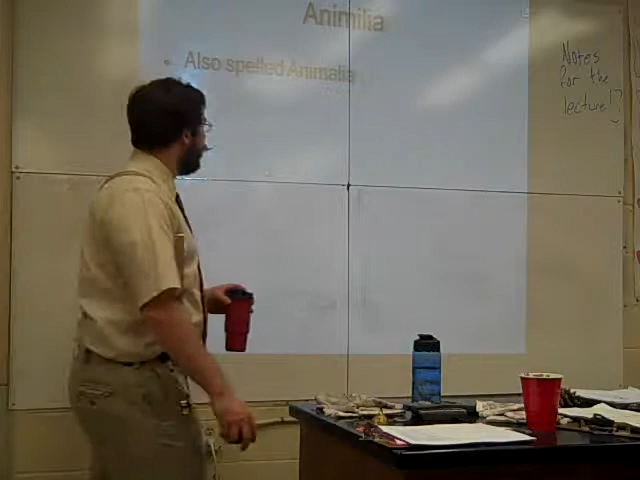 Animilia
• Also spelled Animalia
Notes
for the
lecture!?